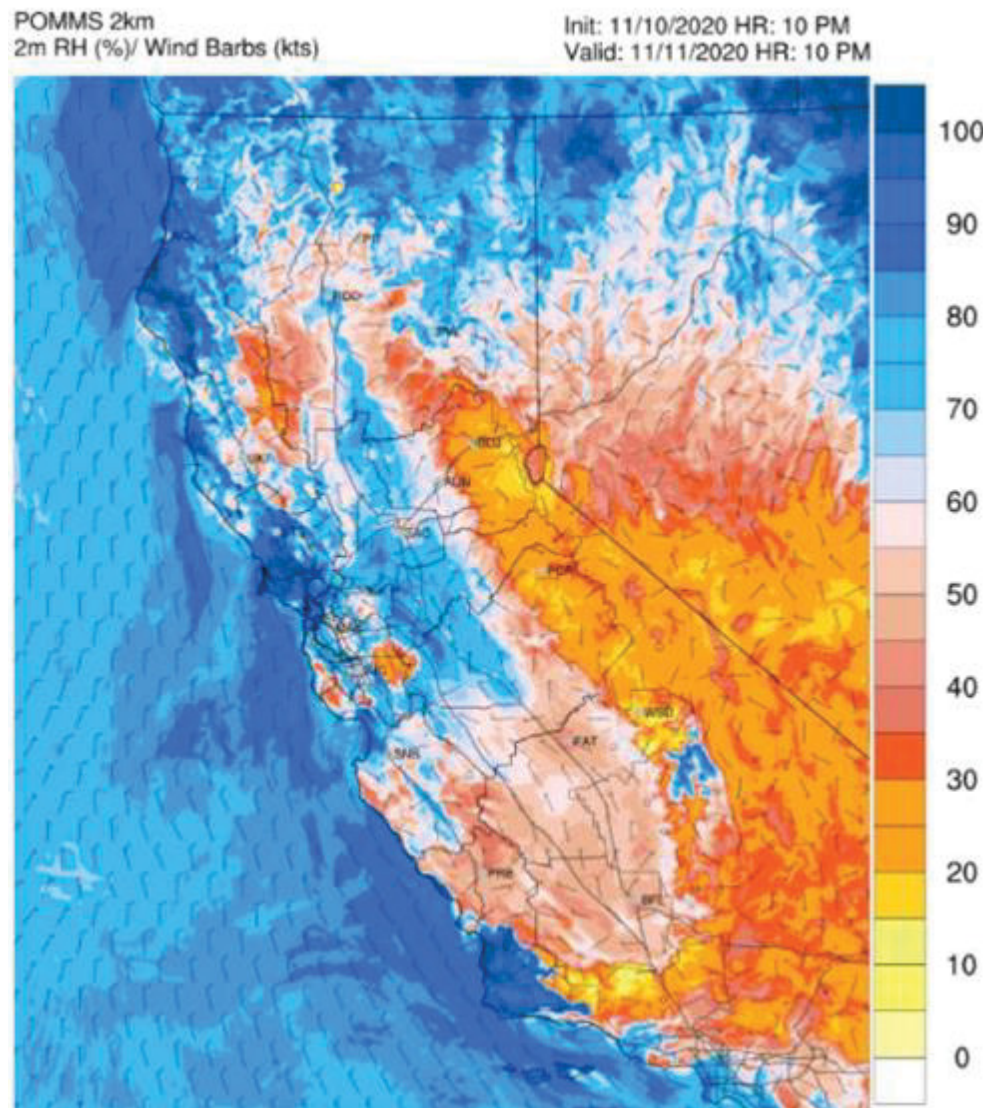 POMMS 2km
2m RH (%)/ Wind Barbs (kts)
Init: 11/10/2020 HR: 10 PM
Valid: 11/11/2020 HR: 10 PM
100
90
80
RDD
70
BLU
AUN
60
SAC
50
40
WSD
FAT
SNS
30
PRB
BFL
20
10
0